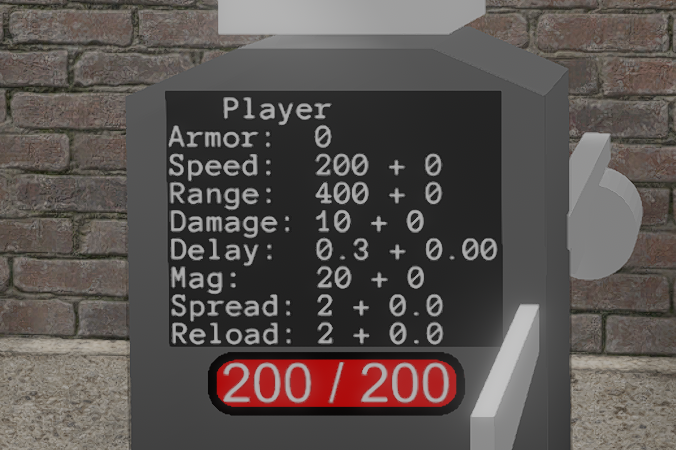 Player
Armor: 0
Speed: 200 + 0
Range: 400 + 0
Damage: 10 + 0
Delay: 0.3 + 0.00
Mag: 20 + 0
Spread: 2 + 0.0
Reload: 2 + 0.0
200 / 200